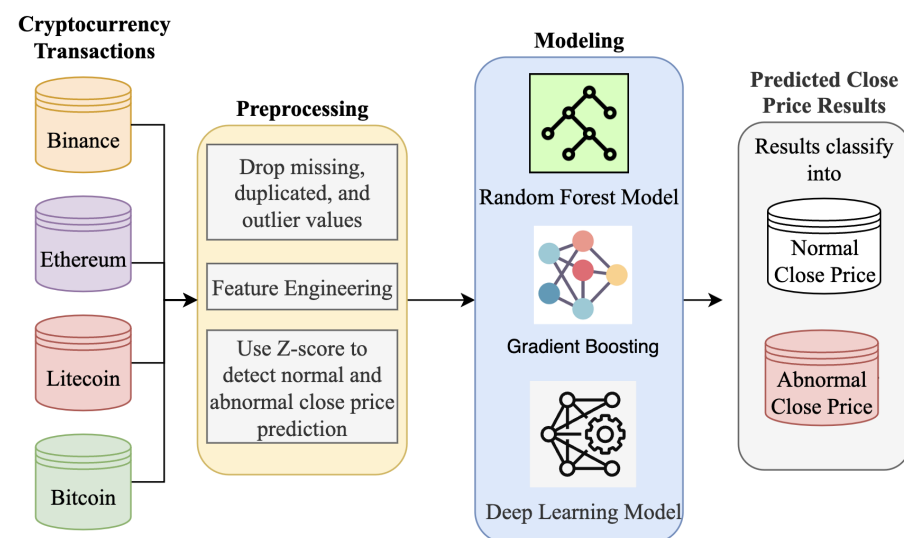 Cryptocurrency
Transactions
Binance
Ethereum
Litecoin
Bitcoin
Preprocessing
Drop missing,
duplicated, and
outlier values
Feature Engineering
Use Z-score to
detect normal and
abnormal close price
prediction
Modeling
Random Forest Model
Gradient Boosting
Deep Learning Model
Predicted Close
Price Results
Results classify
into
Normal
Close Price
Abnormal
Close Price